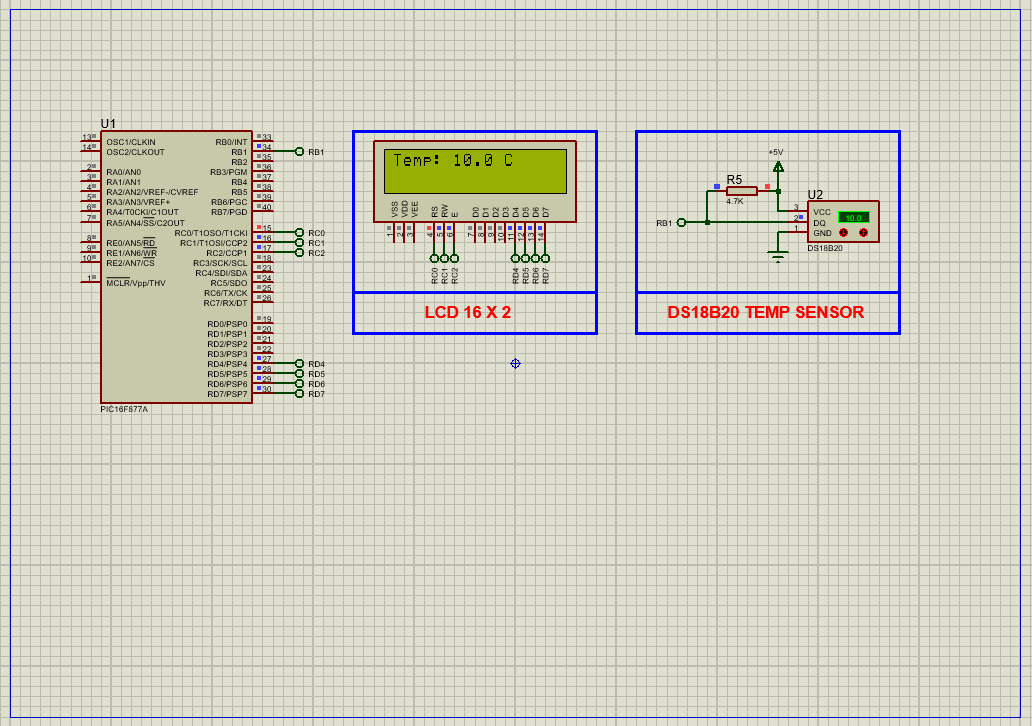 U1
13 OSC1/CLKIN
14 OSC2/CLKOUT
2 RA0/AN0
3 RA1/AN1
4 RA2/AN2/VREF-/CVREF
5 RA3/AN3/VREF+
6 RA4/T0CKI/C1OUT
7 RA5/AN4/SS/C2OUT
8 RE0/AN5/RD
9 RE1/AN6/WR
10 RE2/AN7/CS
1 MCLR/Vpp/THV
RB0/INT 33
RB1 34 RB1
RB2 35
RB3/PGM 36
RB4 37
RB5 38
RB6/PGC 39
RB7/PGD 40
RC0/T1OSO/T1CKI 15 RC0
RC1/T1OSI/CCP2 16 RC1
RC2/CCP1 17 RC2
RC3/SCK/SCL 18
RC4/SDI/SDA 23
RC5/SDO 24
RC6/TX/CK 25
RC7/RX/DT 26
RD0/PSP0 19
RD1/PSP1 20
RD2/PSP2 21
RD3/PSP3 22
RD4/PSP4 27 RD4
RD5/PSP5 28 RD5
RD6/PSP6 29 RD6
RD7/PSP7 30 RD7
PIC16F877A
Temp: 10.0 C
VSS VDD VEE RS RW E D0 D1 D2 D3 D4 D5 D6 D7
1 2 3 4 5 6 7 8 9 10 11 12 13 14
RC0 RC1 RC2 RD4 RD5 RD6 RD7
LCD 16 X 2
+5V
R5
4.7K
RB1
U2
3 VCC
2 DQ
1 GND
10.0
DS18B20
DS18B20 TEMP SENSOR